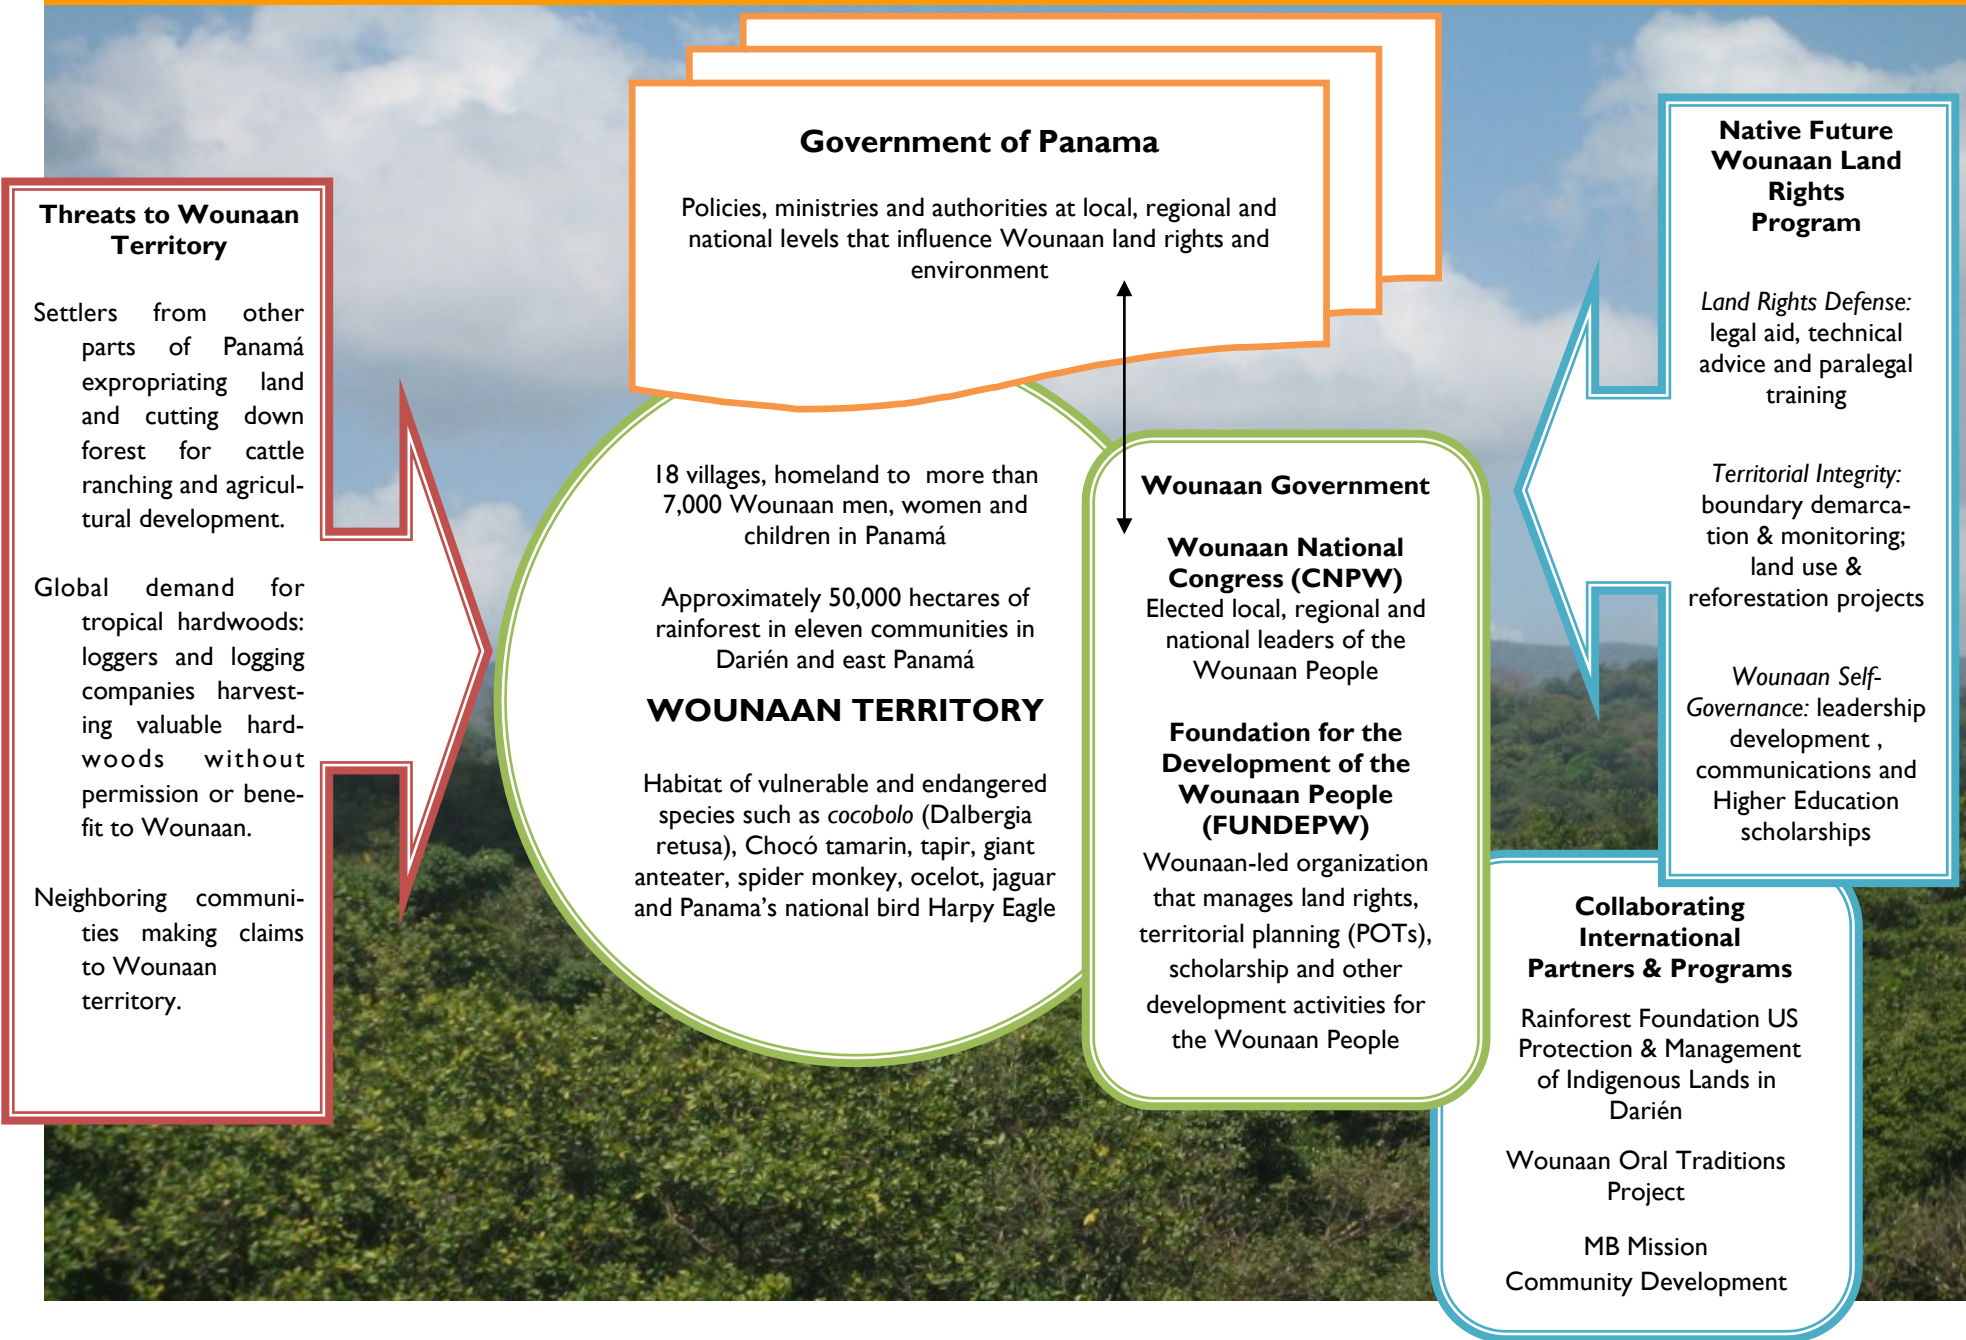 Government of Panama
Policies, ministries and authorities at local, regional and
national levels that influence Wounaan land rights and
environment
Threats to Wounaan
Territory
Settlers from other
parts of Panamá
expropriating land
and cutting down
forest for cattle
ranching and agricul-
tural development.
Global demand for
tropical hardwoods:
loggers and logging
companies harvest-
ing valuable hard-
woods without
permission or bene-
fit to Wounaan.
Neighboring communi-
ties making claims
to Wounaan
territory.
18 villages, homeland to more than
7,000 Wounaan men, women and
children in Panamá
Approximately 50,000 hectares of
rainforest in eleven communities in
Darién and east Panamá
WOUNAAN TERRITORY
Habitat of vulnerable and endangered
species such as cocobolo (Dalbergia
retusa), Chocó tamarin, tapir, giant
anteater, spider monkey, ocelot, jaguar
and Panama's national bird Harpy Eagle
Wounaan Government
Wounaan National
Congress (CNPW)
Elected local, regional and
national leaders of the
Wounaan People
Foundation for the
Development of the
Wounaan People
(FUNDEPW)
Wounaan-led organization
that manages land rights,
territorial planning (POTs),
scholarship and other
development activities for
the Wounaan People
Native Future
Wounaan Land
Rights
Program
Land Rights Defense:
legal aid, technical
advice and paralegal
training
Territorial Integrity:
boundary demarca-
tion & monitoring;
land use &
reforestation projects
Wounaan Self-
Governance: leadership
development ,
communications and
Higher Education
scholarships
Collaborating
International
Partners & Programs
Rainforest Foundation US
Protection & Management
of Indigenous Lands in
Darién
Wounaan Oral Traditions
Project
MB Mission
Community Development